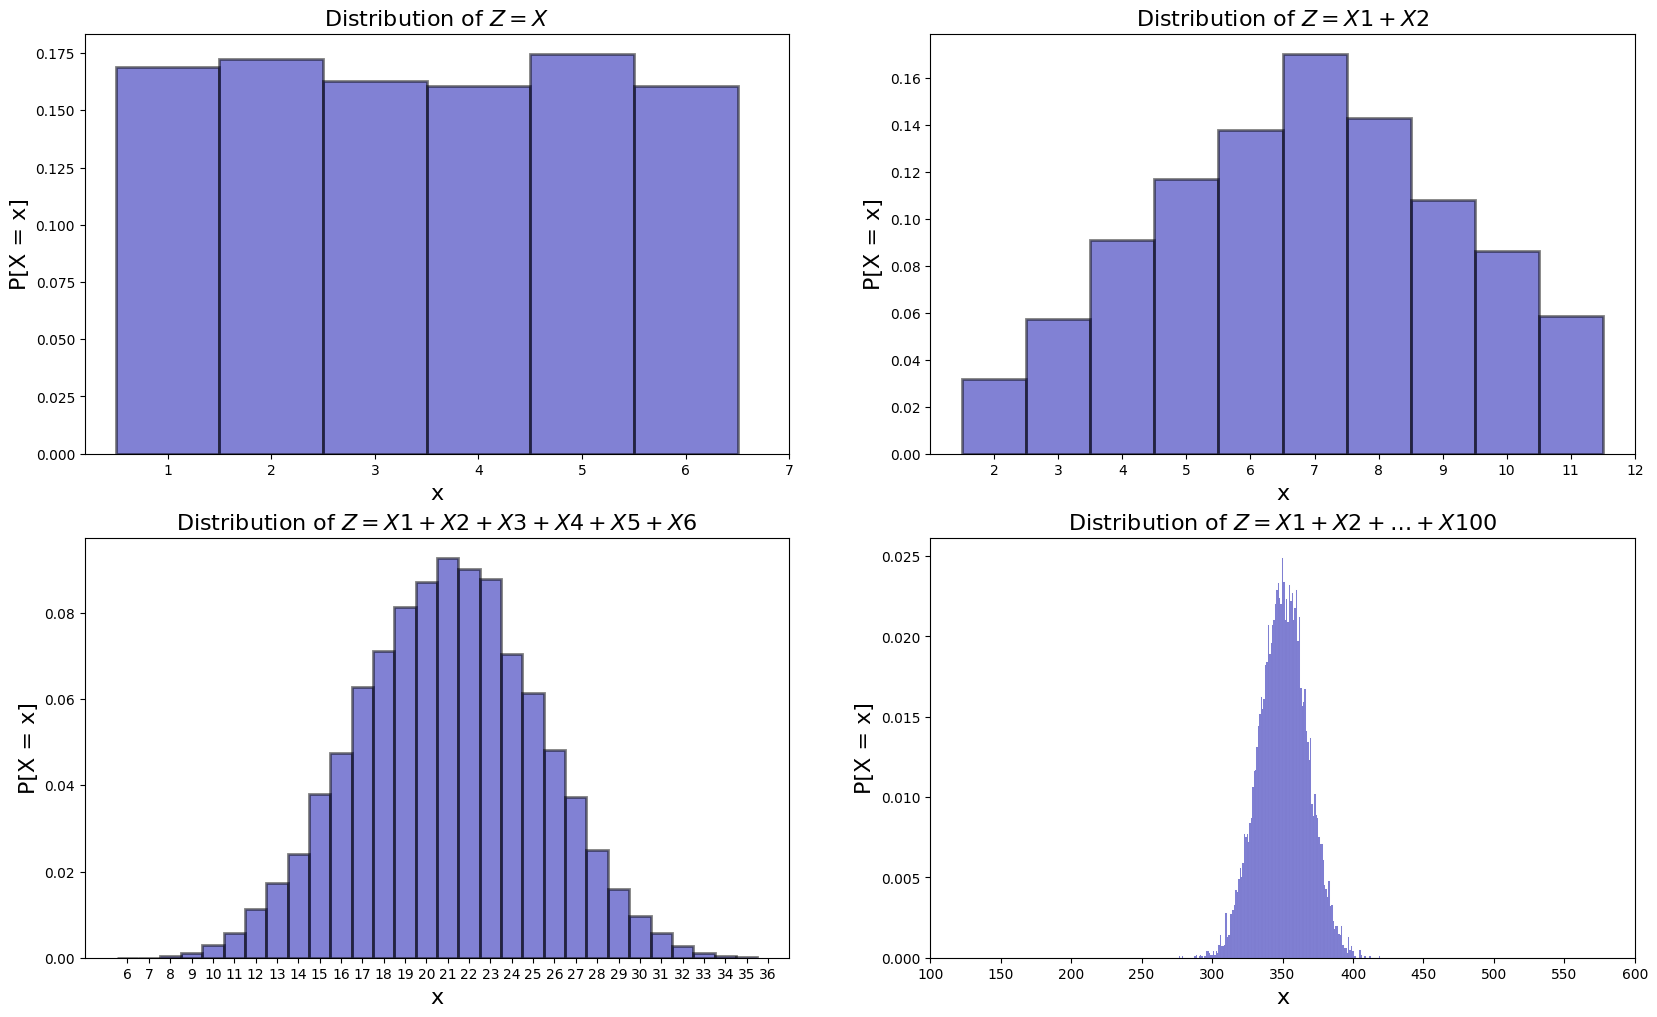 Distribution of Z = X
0.175
0.150
0.125
0.100
0.075
0.050
0.025
0.000
P[X = x]
1 2 3 4 5 6 7
x
Distribution of Z = X1 + X2
0.16
0.14
0.12
0.10
0.08
0.06
0.04
0.02
0.00
P[X = x]
2 3 4 5 6 7 8 9 10 11 12
x
Distribution of Z = X1 + X2 + X3 + X4 + X5 + X6
0.08
0.06
0.04
0.02
0.00
P[X = x]
6 7 8 9 10 11 12 13 14 15 16 17 18 19 20 21 22 23 24 25 26 27 28 29 30 31 32 33 34 35 36
x
Distribution of Z = X1 + X2 + ... + X100
0.025
0.020
0.015
0.010
0.005
0.000
P[X = x]
100 150 200 250 300 350 400 450 500 550 600
x